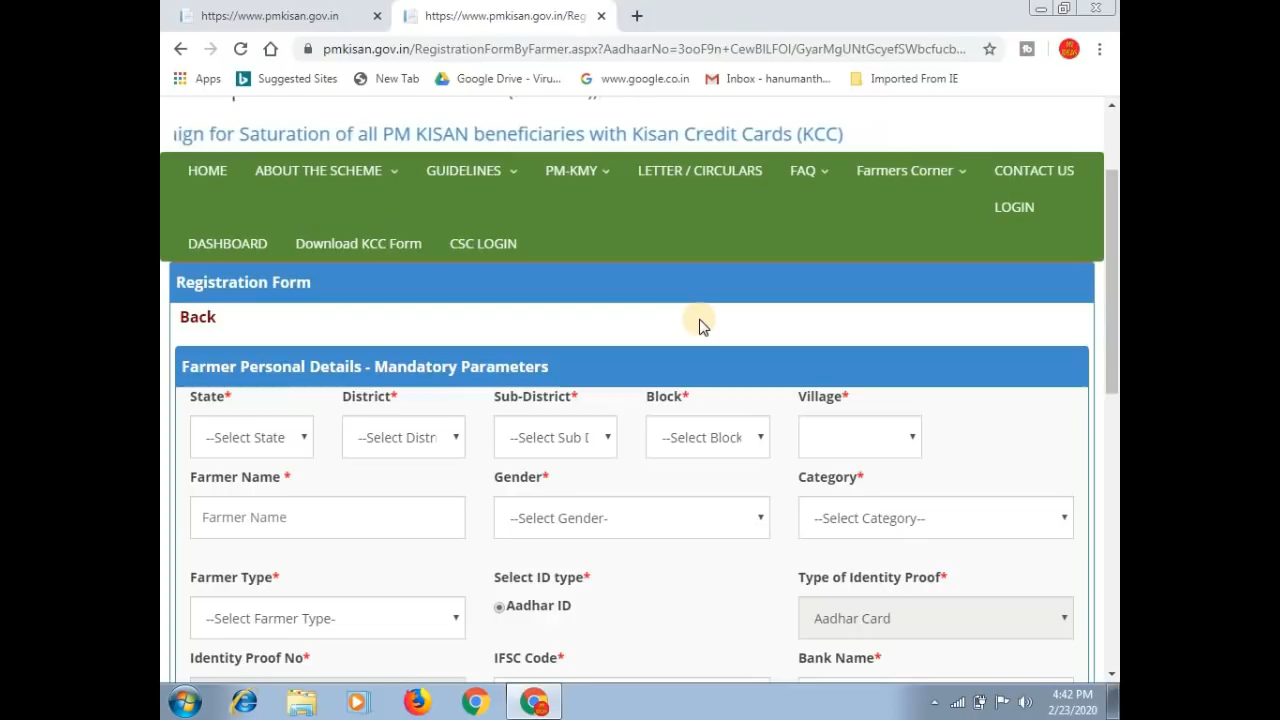 https://www.pmkisan.gov.in
https://www.pmkisan.gov.in/Reg
pmkisan.gov.in/RegistrationFormByFarmer.aspx?AadhaarNo=3ooF9n+CewBILFOI/GyarMgUNtGcyefSWbcfucb...
Apps Suggested Sites New Tab Google Drive - Viru... www.google.co.in Inbox - hanumanth... Imported From IE
ign for Saturation of all PM KISAN beneficiaries with Kisan Credit Cards (KCC)
HOME ABOUT THE SCHEME GUIDELINES PM-KMY LETTER / CIRCULARS FAQ Farmers Corner CONTACT US
LOGIN
DASHBOARD Download KCC Form CSC LOGIN
Registration Form
Back
Farmer Personal Details - Mandatory Parameters
State* District* Sub-District* Block* Village*
--Select State --Select Distr --Select Sub D --Select Block
Farmer Name * Gender* Category*
Farmer Name --Select Gender- --Select Category--
Farmer Type* Select ID type* Type of Identity Proof*
Aadhar ID
--Select Farmer Type- Aadhar Card
Identity Proof No* IFSC Code* Bank Name*
4:42 PM
2/23/2020